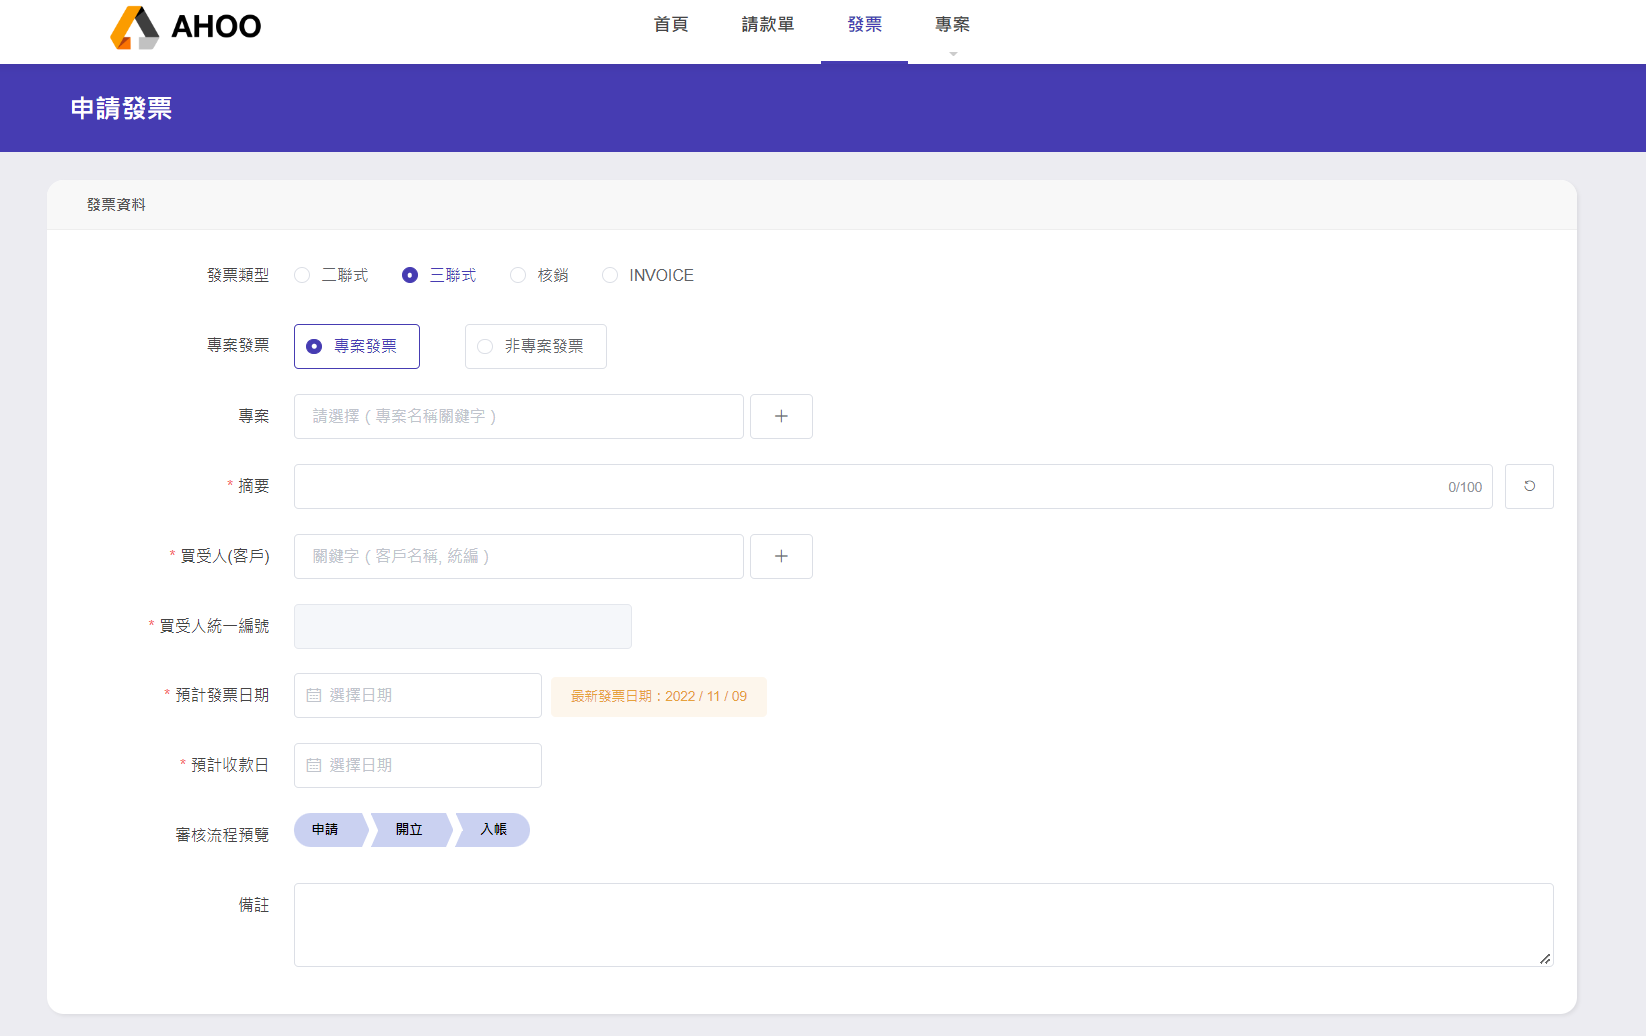 AHOO
首頁 請款單 發票 專案
申請發票
發票資料
發票類型 二聯式 三聯式 核銷 INVOICE
專案發票 專案發票 非專案發票
專案 請選擇 ( 專案名稱關鍵字 ) +
* 摘要 0/100
* 買受人(客戶) 關鍵字 ( 客戶名稱, 統編 ) +
* 買受人統一編號
* 預計發票日期 選擇日期 最新發票日期：2022 / 11 / 09
* 預計收款日 選擇日期
審核流程預覽 申請 開立 入帳
備註